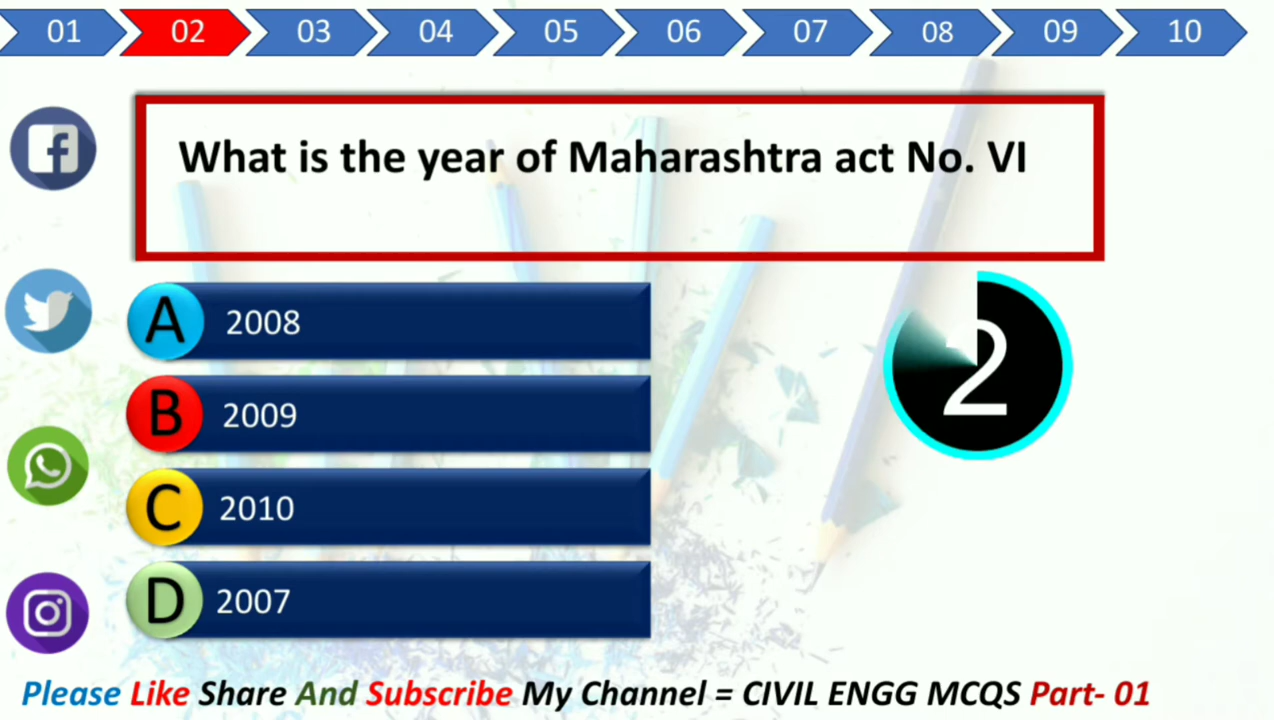 01 02 03 04 05 06 07 08 09 10
What is the year of Maharashtra act No. VI
A 2008
2
B 2009
C 2010
D 2007
Please Like Share And Subscribe My Channel = CIVIL ENGG MCQS Part- 01